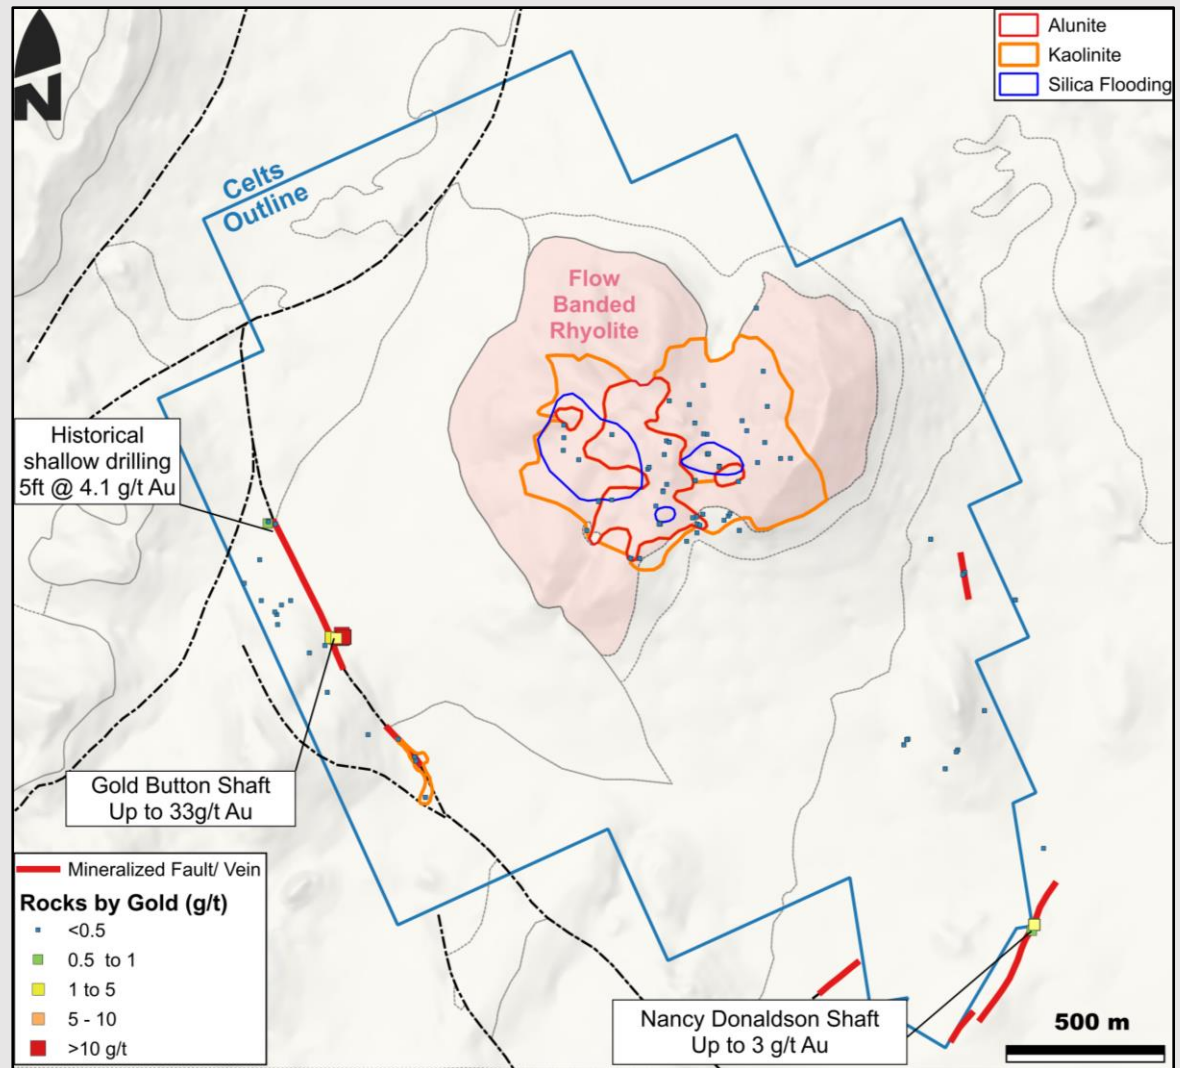 N
Alunite
Kaolinite
Silica Flooding
Celts
Outline
Flow
Banded
Rhyolite
Historical
shallow drilling
5ft @ 4.1 g/t Au
Gold Button Shaft
Up to 33g/t Au
Mineralized Fault/ Vein
Rocks by Gold (g/t)
<0.5
0.5 to 1
1 to 5
5 - 10
>10 g/t
Nancy Donaldson Shaft
Up to 3 g/t Au
500 m